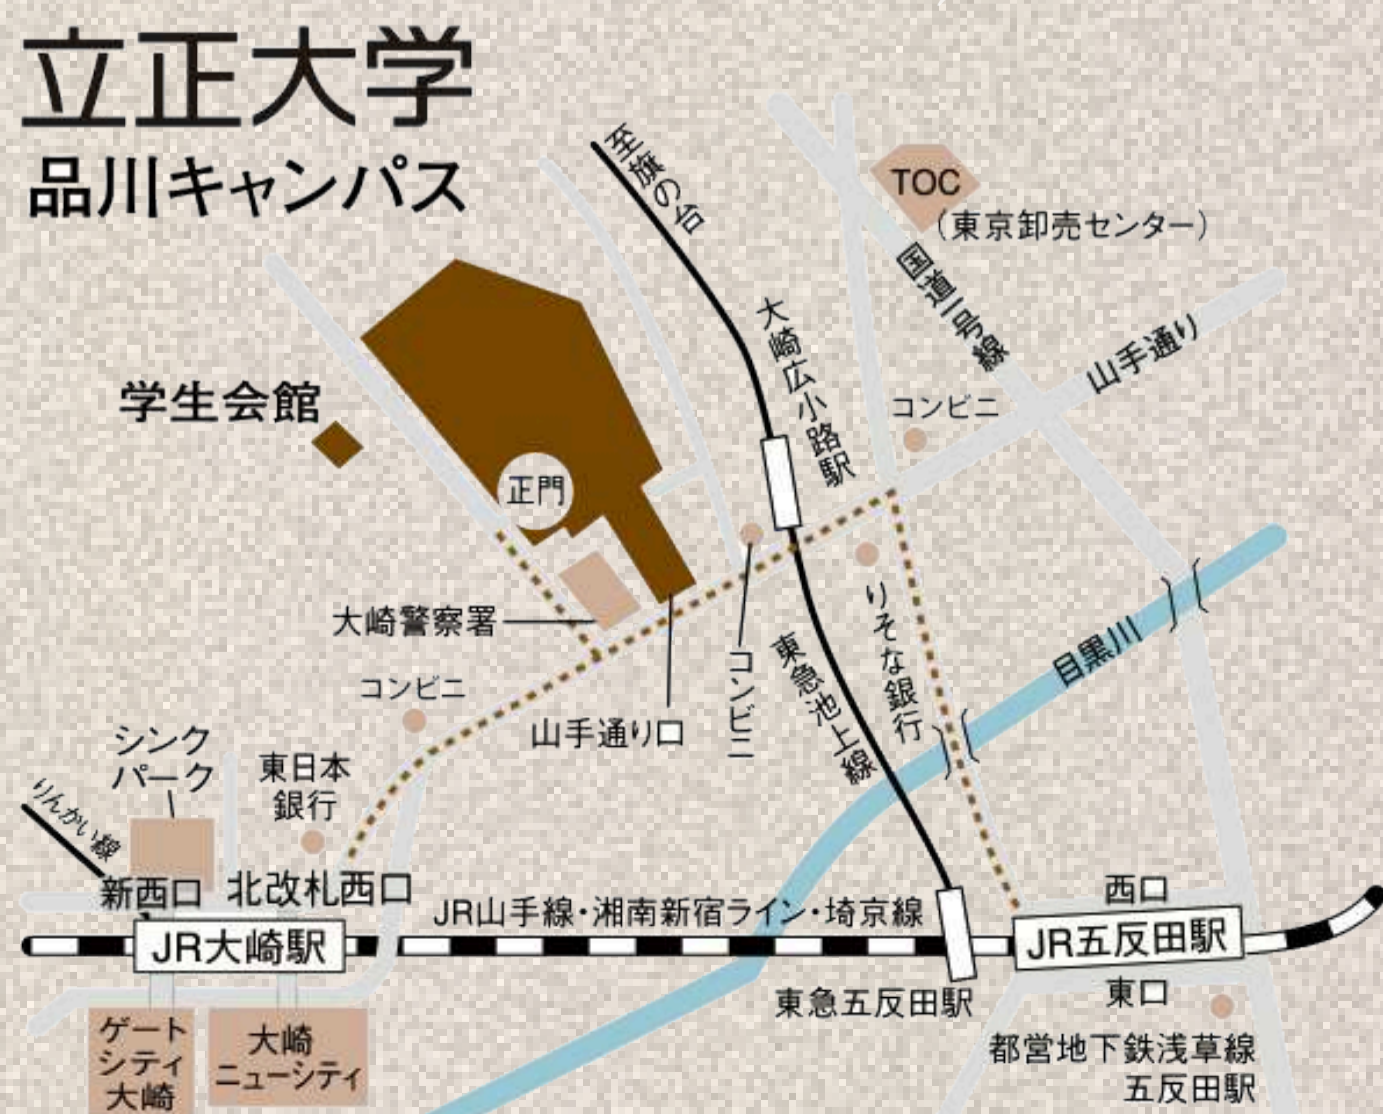 立正大学
品川キャンパス
至旗の台
TOC
（東京卸売センター）
国道一号線
山手通り
大崎広小路駅
コンビニ
学生会館
正門
大崎警察署
コンビニ
山手通り口
コンビニ
りそな銀行
東急池上線
目黒川
シンク
パーク
東日本
銀行
りんかい線
新西口
北改札西口
JR大崎駅
JR山手線・湘南新宿ライン・埼京線
西口
JR五反田駅
東口
東急五反田駅
都営地下鉄浅草線
五反田駅
ゲート
シティ
大崎
大崎
ニューシティ